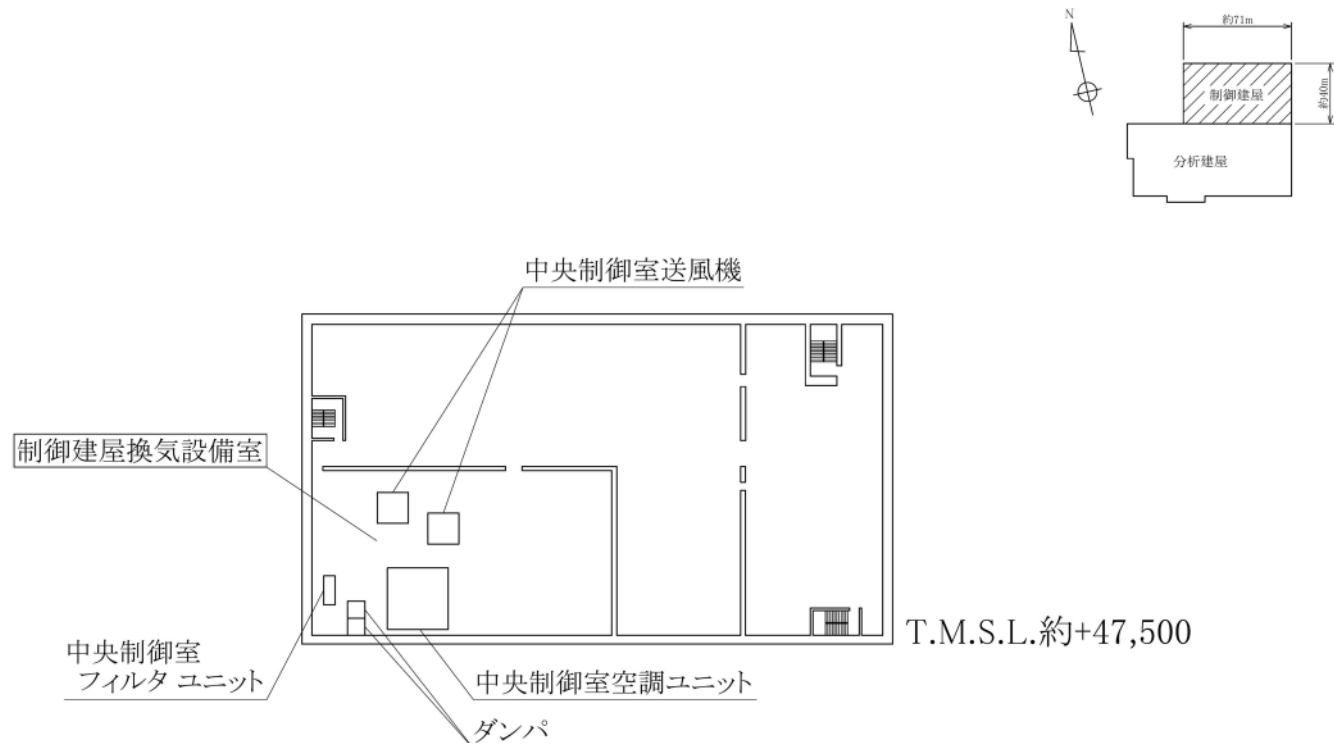 N
約71m
制御建屋
約40m
分析建屋
中央制御室送風機
制御建屋換気設備室
T.M.S.L.約+47,500
中央制御室
フィルタ ユニット
中央制御室空調ユニット
ダンパ